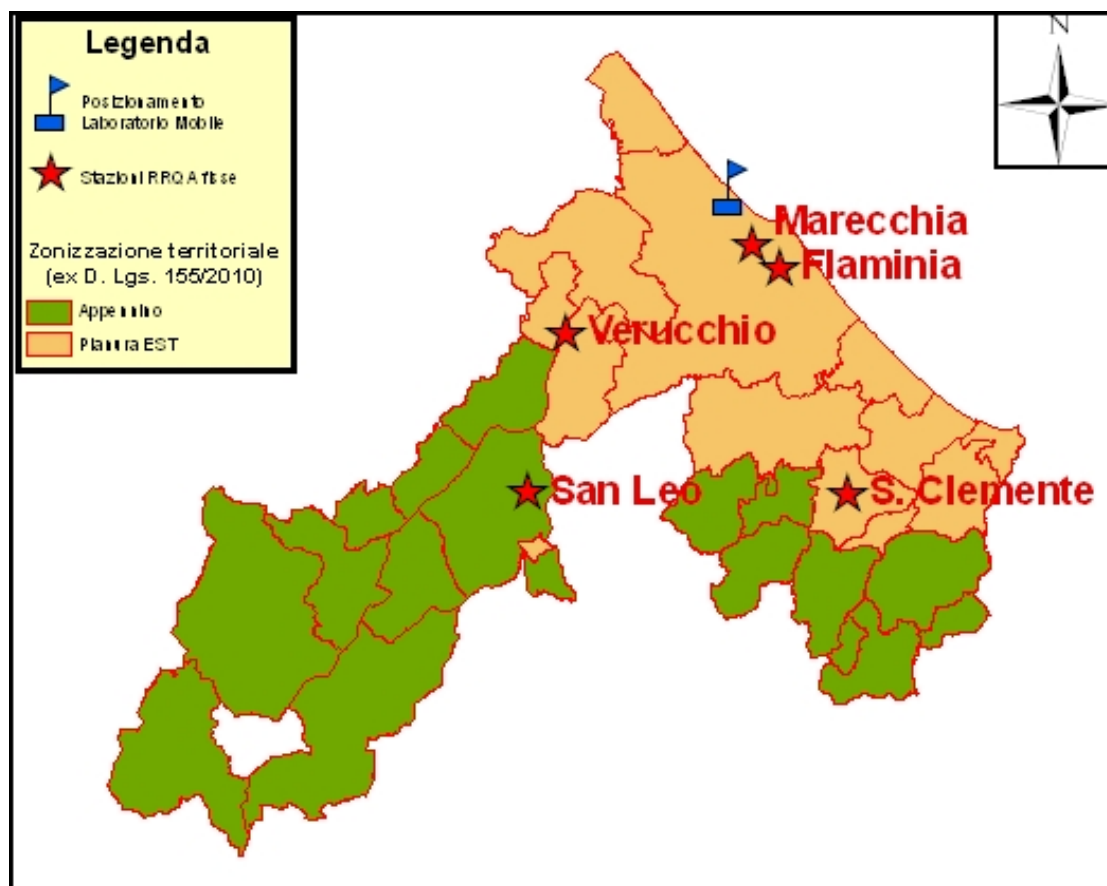 Legenda
Posizionamento
Laboratorio Mobile
Stazioni RRQA fisse
Zonizzazione territoriale
(ex D. Lgs. 155/2010)
Appennino
Pianura EST
N
Marecchia
Flaminia
Verucchio
San Leo
S. Clemente